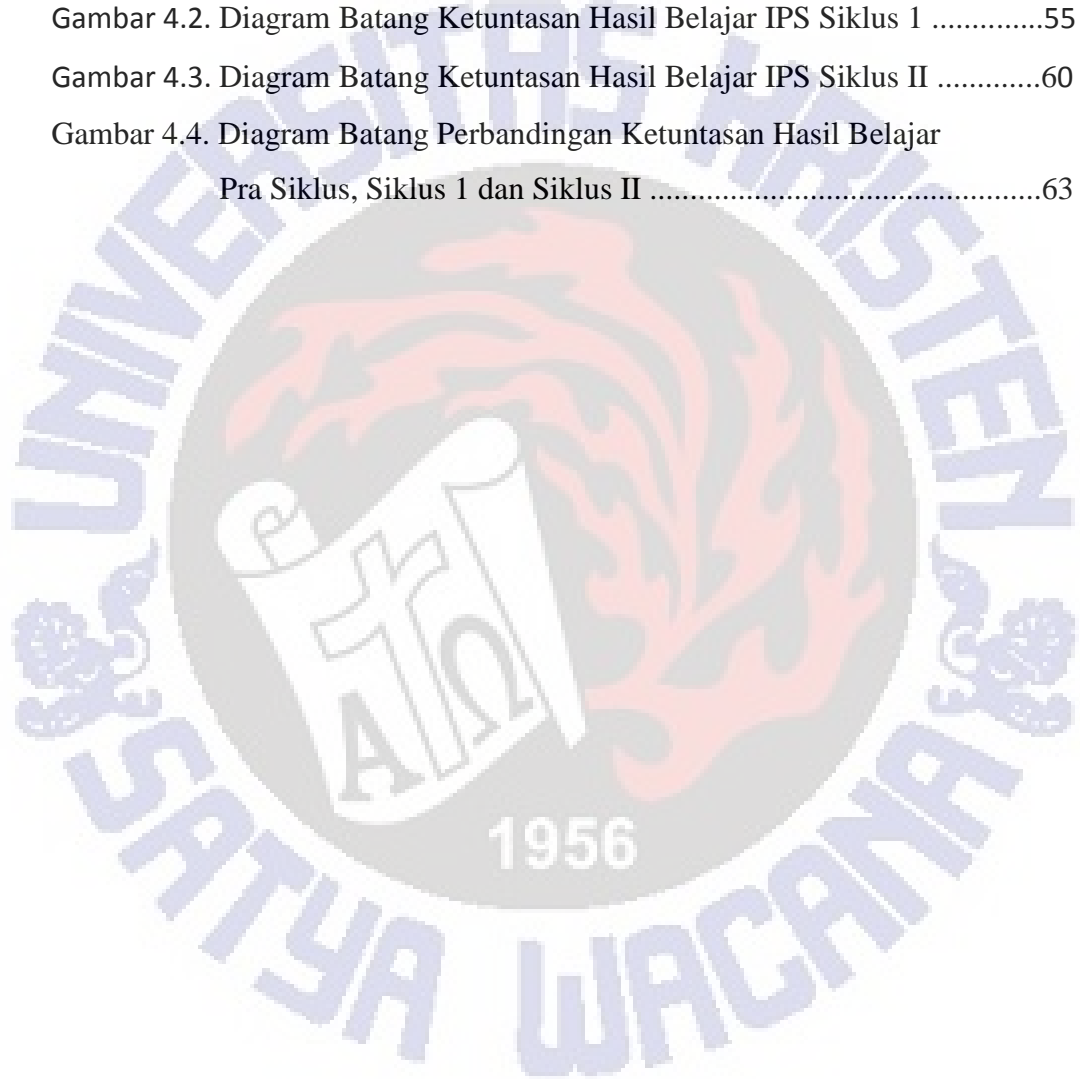 Gambar 4.2. Diagram Batang Ketuntasan Hasil Belajar IPS Siklus 1 .............55
Gambar 4.3. Diagram Batang Ketuntasan Hasil Belajar IPS Siklus II ............60
Gambar 4.4. Diagram Batang Perbandingan Ketuntasan Hasil Belajar
Pra Siklus, Siklus 1 dan Siklus II ................................................63
UNIVERSITAS KRISTEN
Α Ω
1956
SATYA WACANA